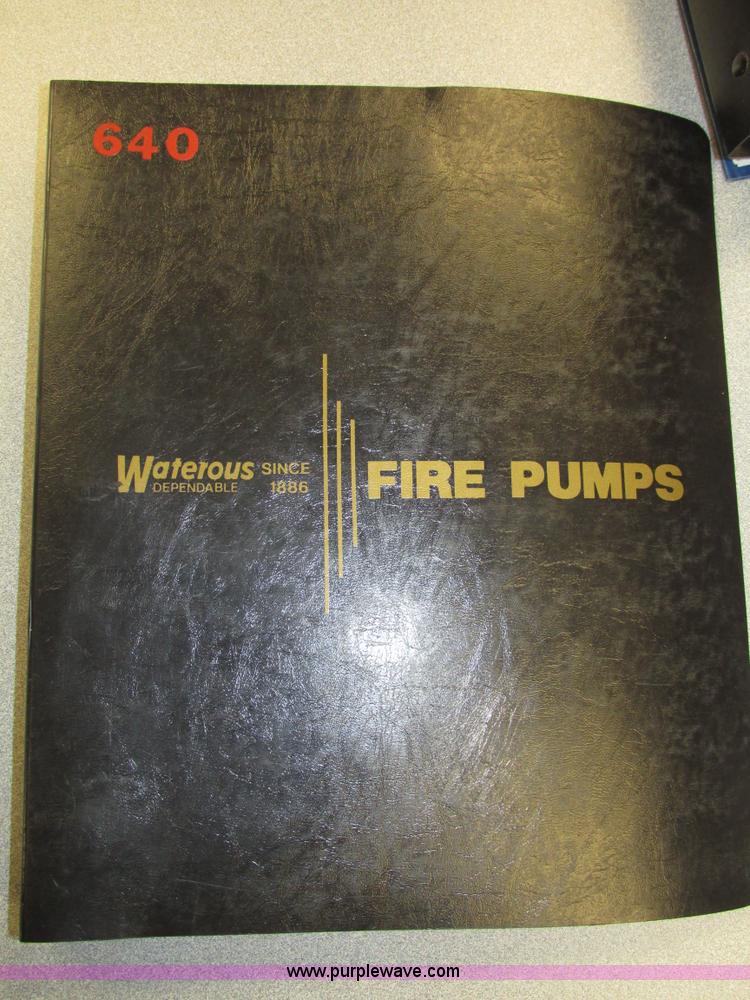 640
Waterous SINCE
DEPENDABLE 1886
FIRE PUMPS
www.purplewave.com